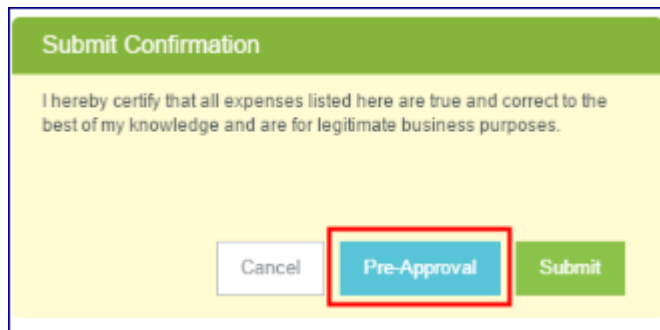 Submit Confirmation
I hereby certify that all expenses listed here are true and correct to the
best of my knowledge and are for legitimate business purposes.
Cancel Pre-Approval Submit